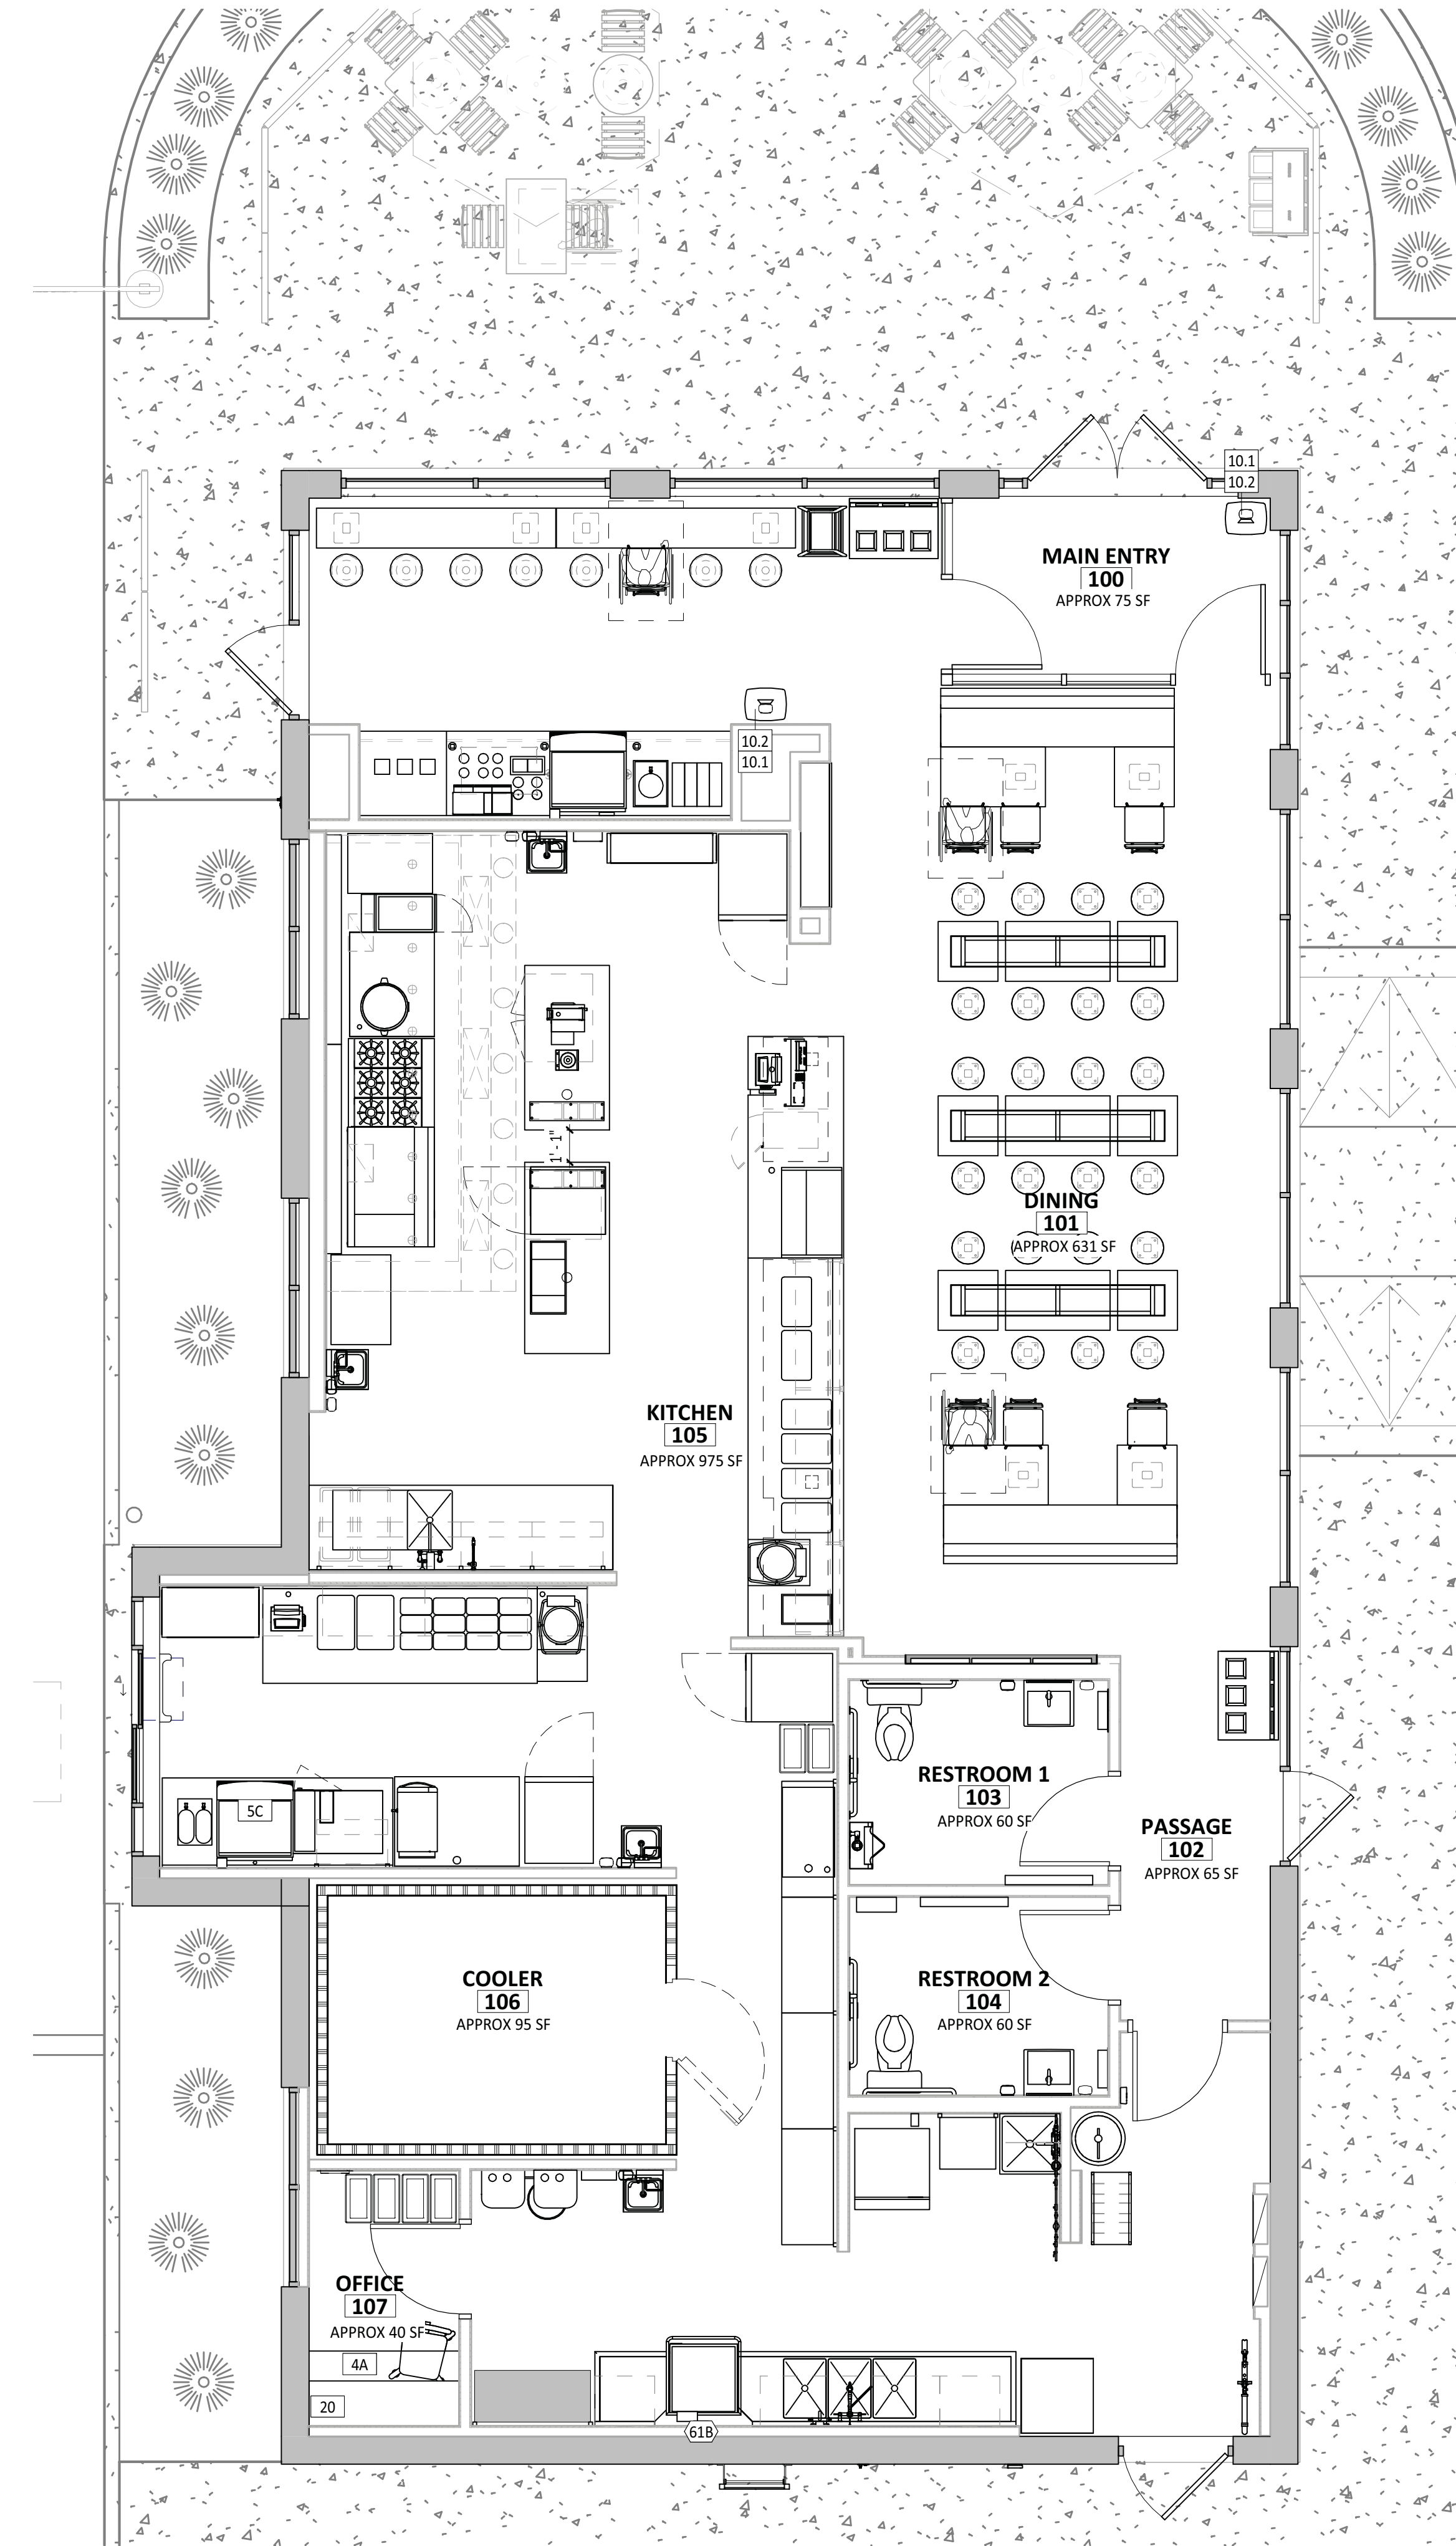 10.1
10.2
MAIN ENTRY
100
APPROX 75 SF
10.2
10.1
1' - 1"
DINING
101
APPROX 631 SF
KITCHEN
105
APPROX 975 SF
RESTROOM 1
103
APPROX 60 SF
5C
PASSAGE
102
APPROX 65 SF
COOLER
106
APPROX 95 SF
RESTROOM 2
104
APPROX 60 SF
OFFICE
107
APPROX 40 SF
4A
20
61B